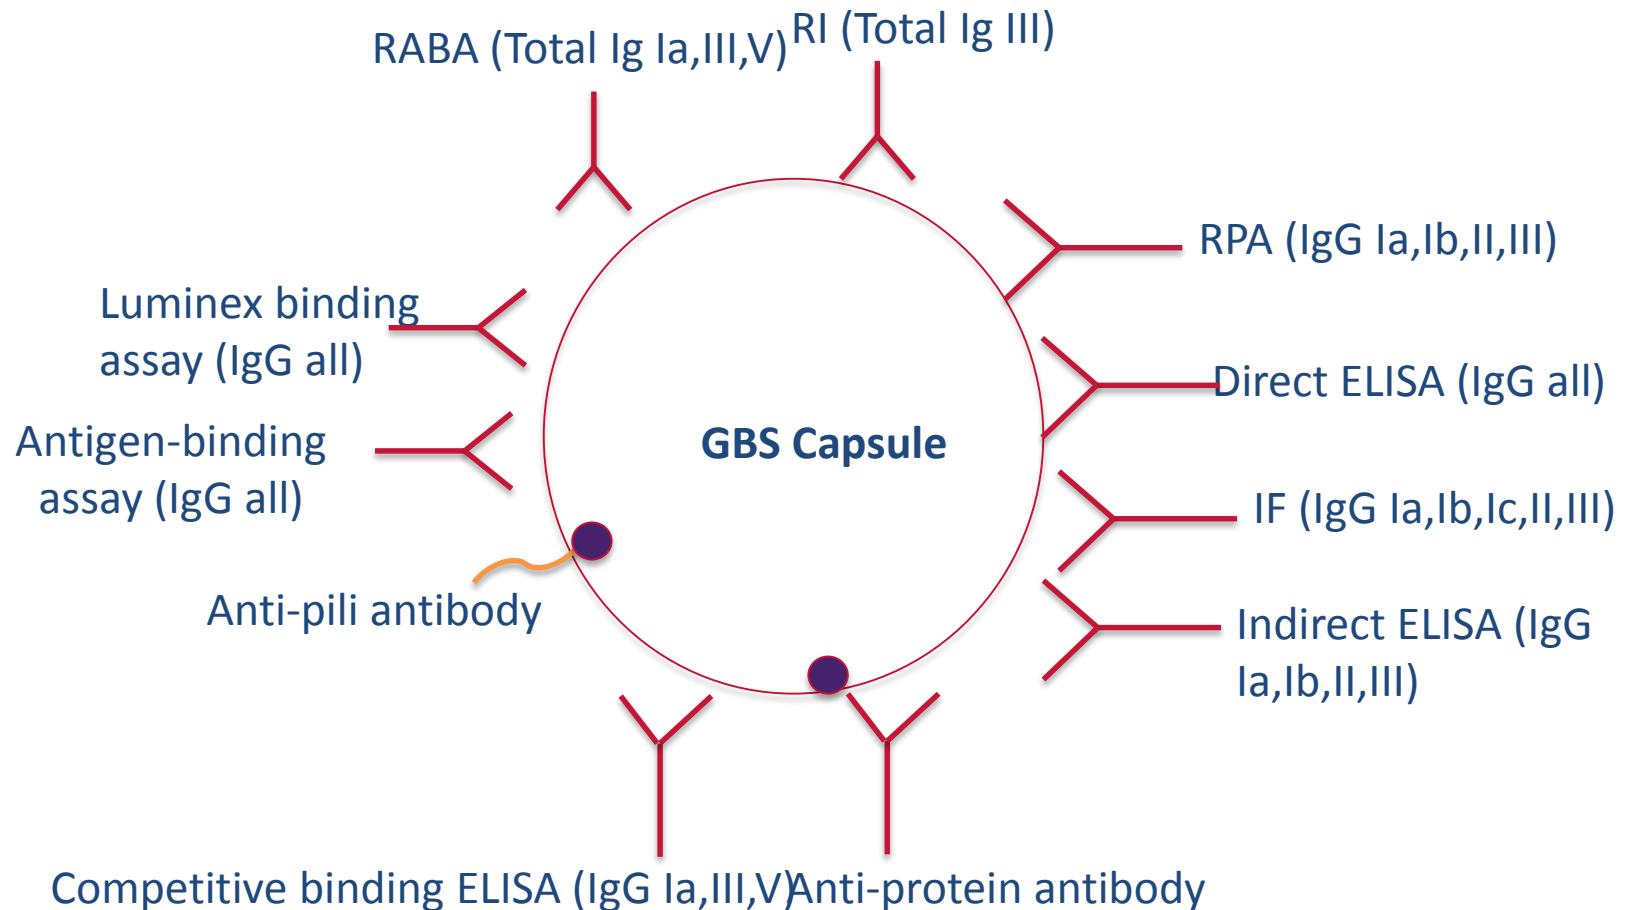 RABA (Total Ig Ia,III,V)
RI (Total Ig III)
RPA (IgG Ia,Ib,II,III)
Luminex binding
assay (IgG all)
Direct ELISA (IgG all)
Antigen-binding
assay (IgG all)
GBS Capsule
IF (IgG Ia,Ib,Ic,II,III)
Anti-pili antibody
Indirect ELISA (IgG
Ia,Ib,II,III)
Competitive binding ELISA (IgG Ia,III,V)
Anti-protein antibody